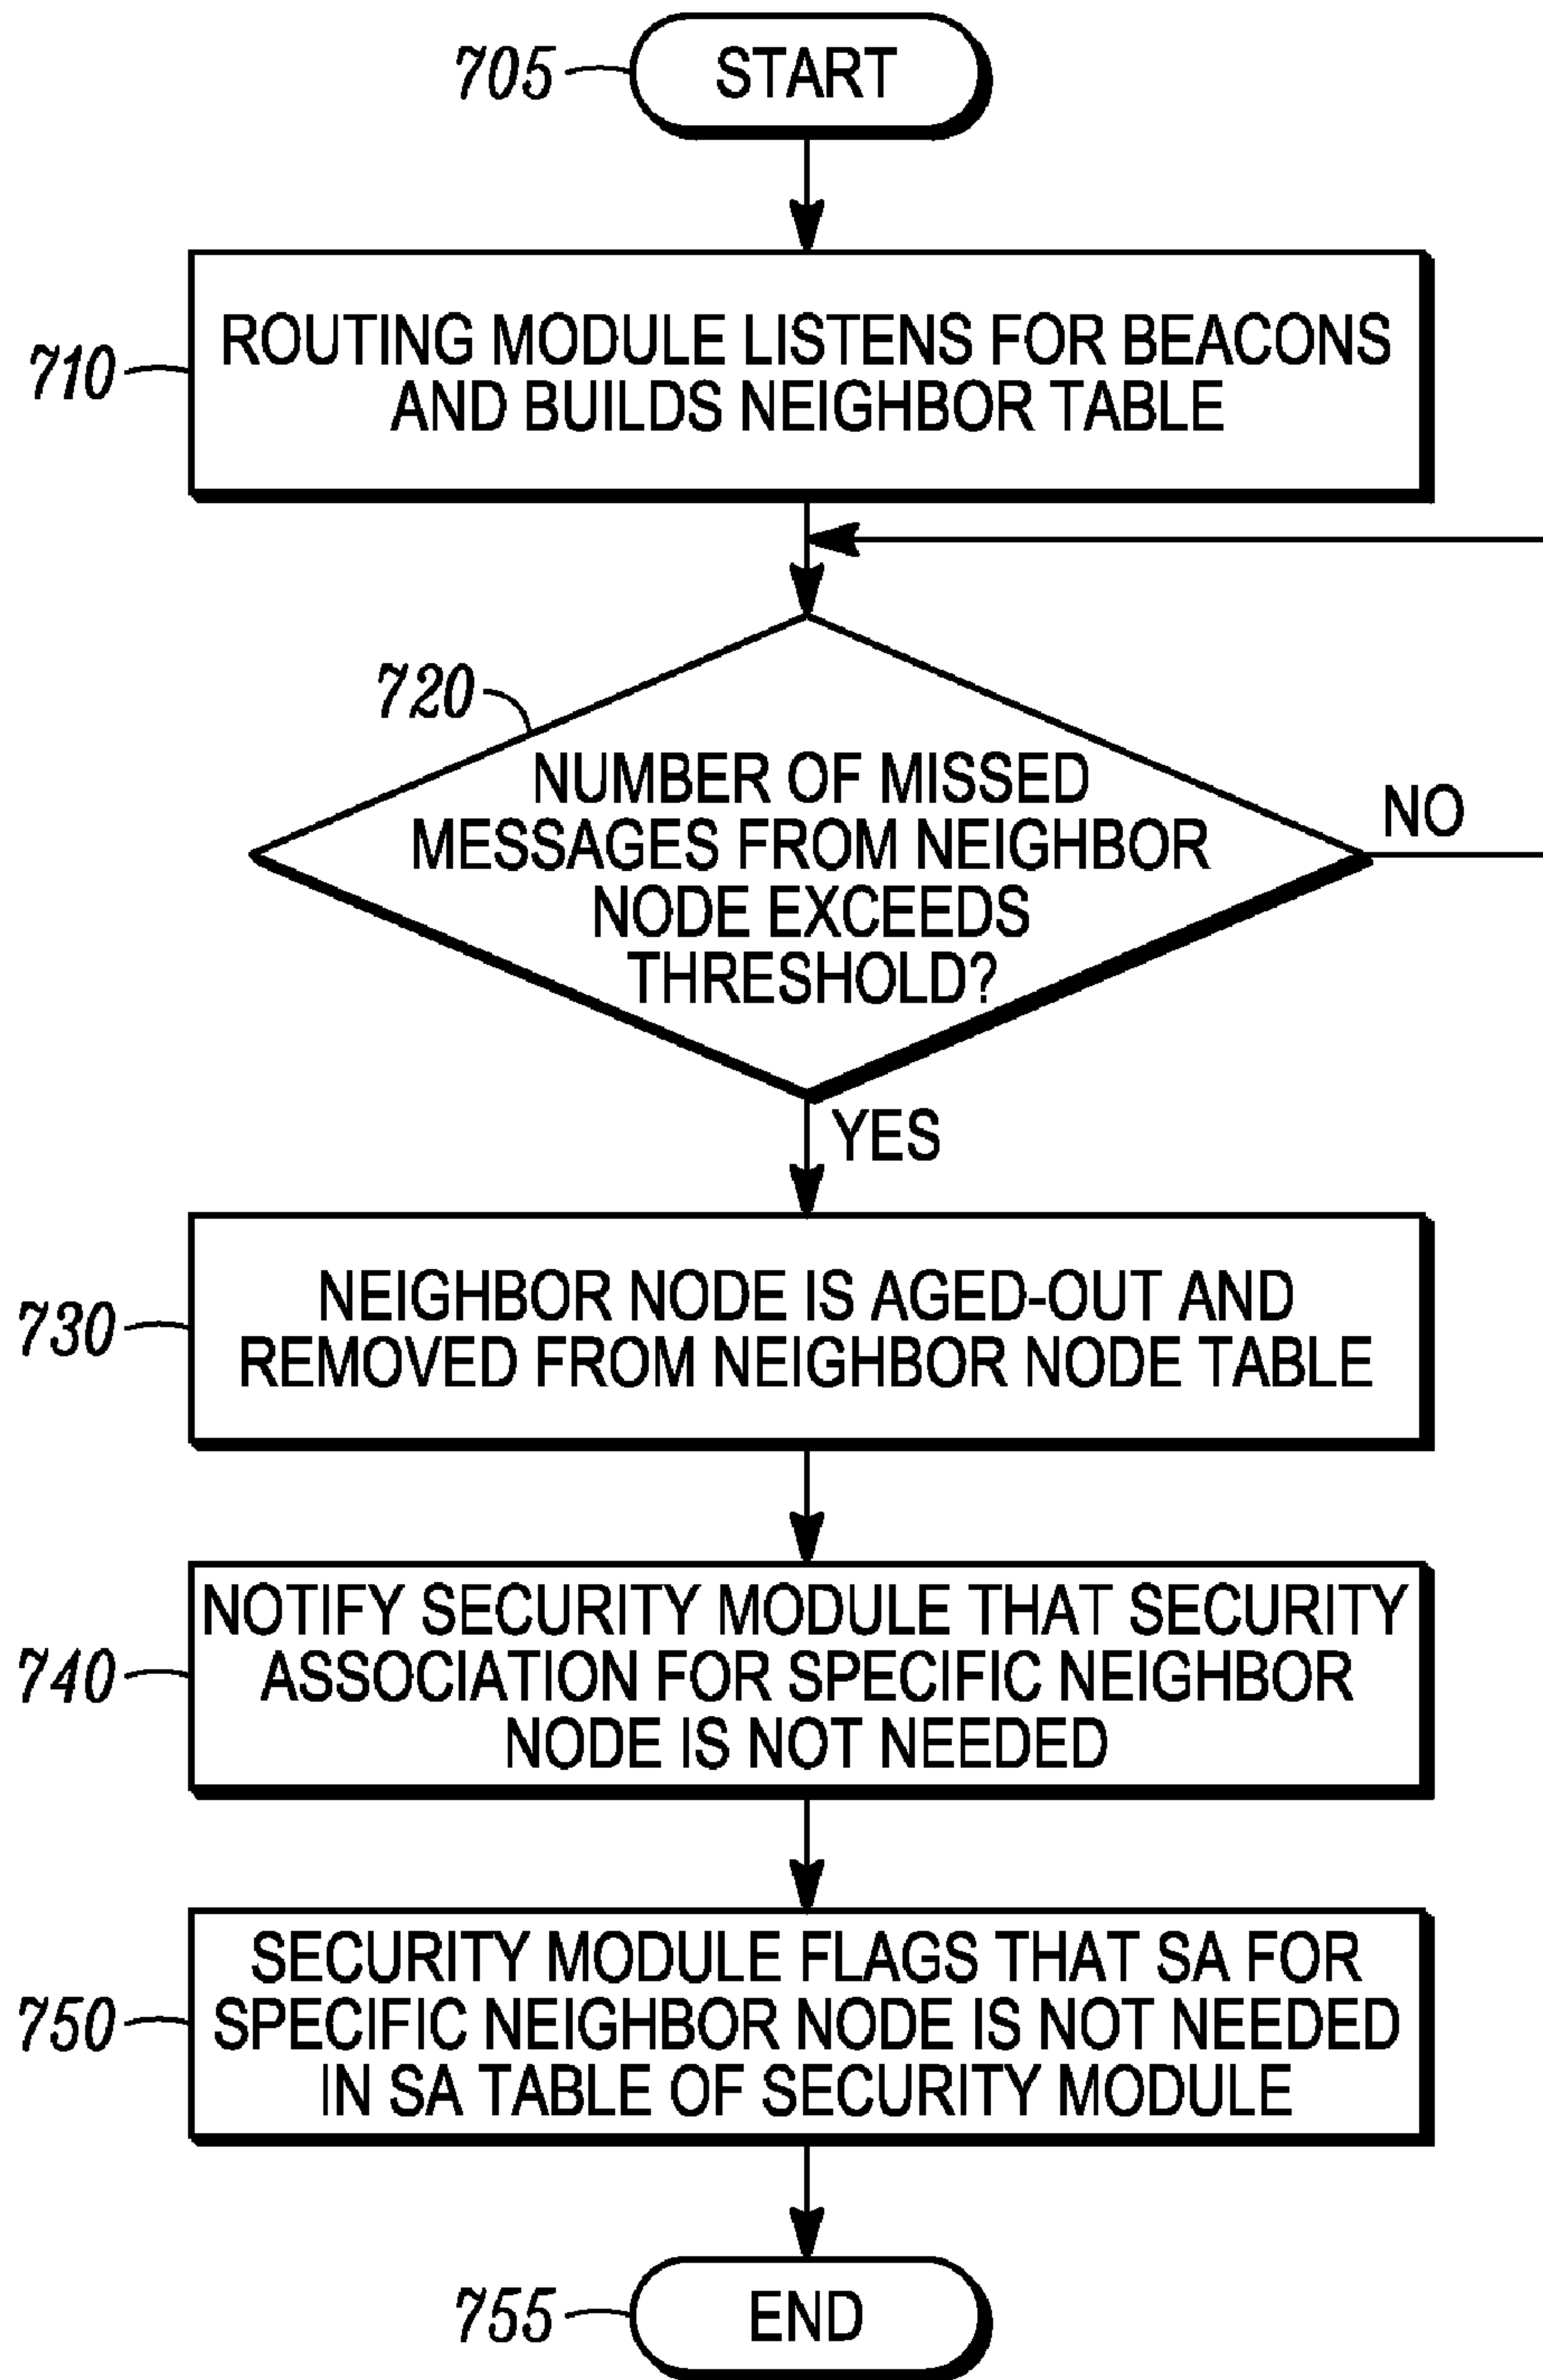 705
START
710
ROUTING MODULE LISTENS FOR BEACONS
AND BUILDS NEIGHBOR TABLE
720
NUMBER OF MISSED
MESSAGES FROM NEIGHBOR
NODE EXCEEDS
THRESHOLD?
NO
YES
730
NEIGHBOR NODE IS AGED-OUT AND
REMOVED FROM NEIGHBOR NODE TABLE
740
NOTIFY SECURITY MODULE THAT SECURITY
ASSOCIATION FOR SPECIFIC NEIGHBOR
NODE IS NOT NEEDED
750
SECURITY MODULE FLAGS THAT SA FOR
SPECIFIC NEIGHBOR NODE IS NOT NEEDED
IN SA TABLE OF SECURITY MODULE
755
END